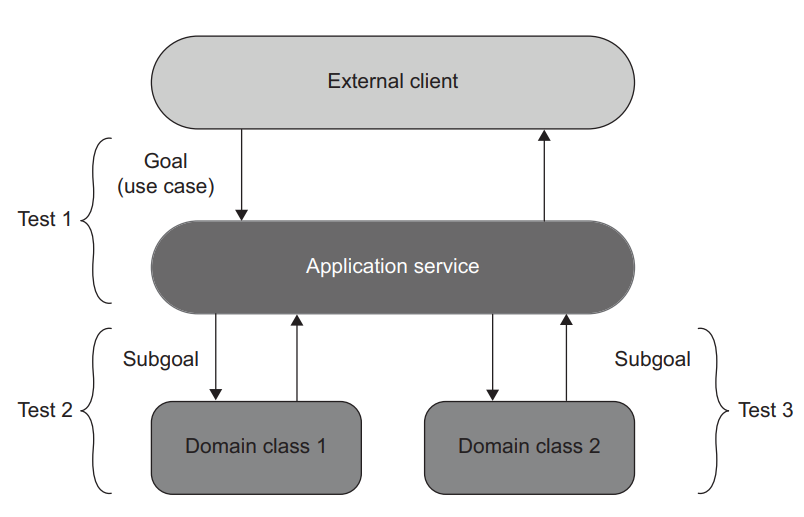 External client
Goal
(use case)
Test 1
Application service
Subgoal
Subgoal
Test 2
Test 3
Domain class 1
Domain class 2